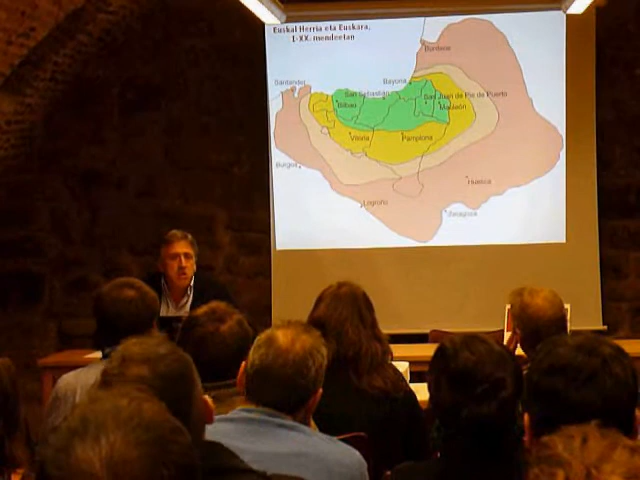 Euskal Herria eta Euskara,
I-XX. mendeetan
Burdeos
Santander
Bayona
San Sebastián
San Juan de Pie de Puerto
Bilbao
Mauleón
Vitoria
Pamplona
Burgos
Huesca
Logroño
Zaragoza